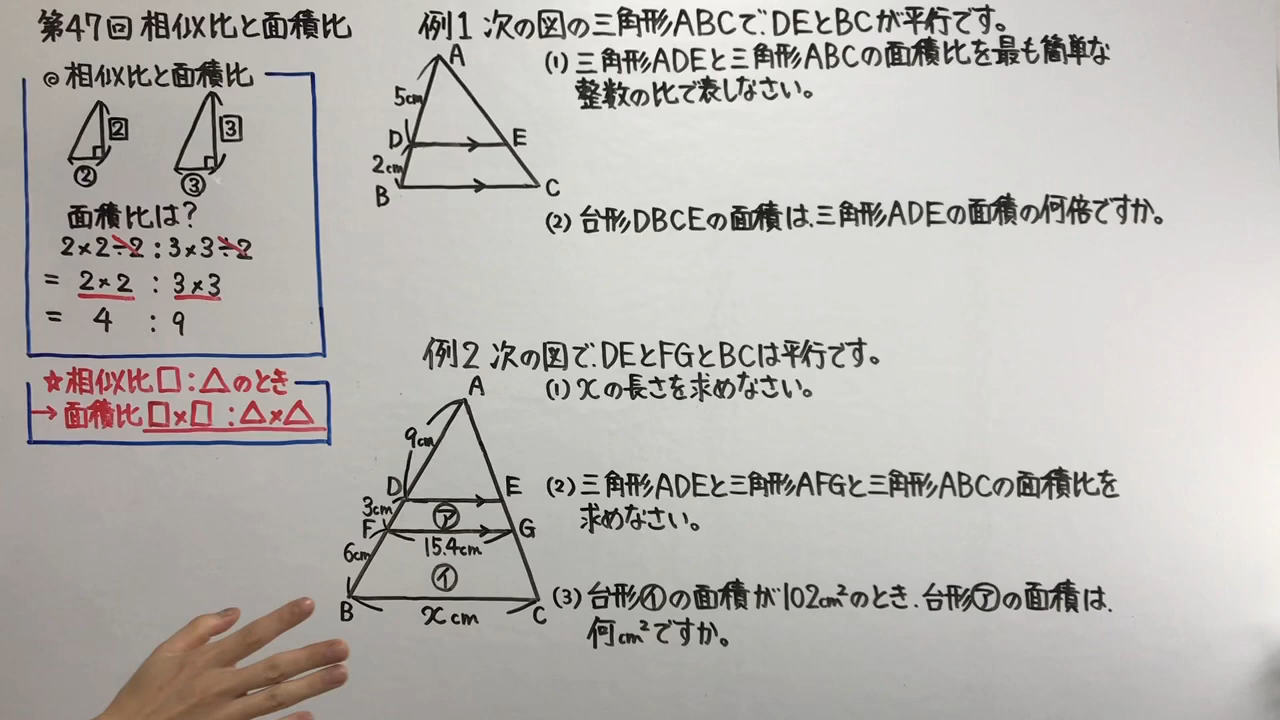 第47回 相似比と面積比
◎相似比と面積比
2
3
②
③
面積比は?
2×2÷2:3×3÷2
= 2×2 : 3×3
= 4 : 9
☆相似比□:△のとき
→面積比□×□:△×△
例1 次の図の三角形ABCで、DEとBCが平行です。
A
5cm
D
E
2cm
B
C
(1) 三角形ADEと三角形ABCの面積比を最も簡単な
整数の比で表しなさい。
(2) 台形DBCEの面積は、三角形ADEの面積の何倍ですか。
例2 次の図で、DEとFGとBCは平行です。
A
9cm
D
E
3cm
㋐
F
G
15.4cm
6cm
㋑
B
xcm
C
(1) xの長さを求めなさい。
(2) 三角形ADEと三角形AFGと三角形ABCの面積比を
求めなさい。
(3) 台形㋑の面積が102cm²のとき、台形㋐の面積は、
何cm²ですか。